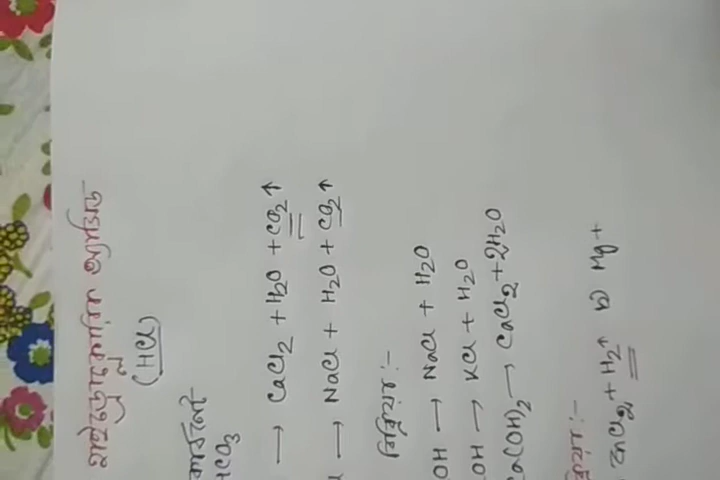 হাইড্রোক্লোরিক অ্যাসিড
(HCl)
HCO3
→ CaCl2 + H2O + CO2↑
→ NaCl + H2O + CO2↑
OH → NaCl + H2O
OH → KCl + H2O
Ca(OH)2 → CaCl2 + 2H2O
ZnCl2 + H2↑ Mg +